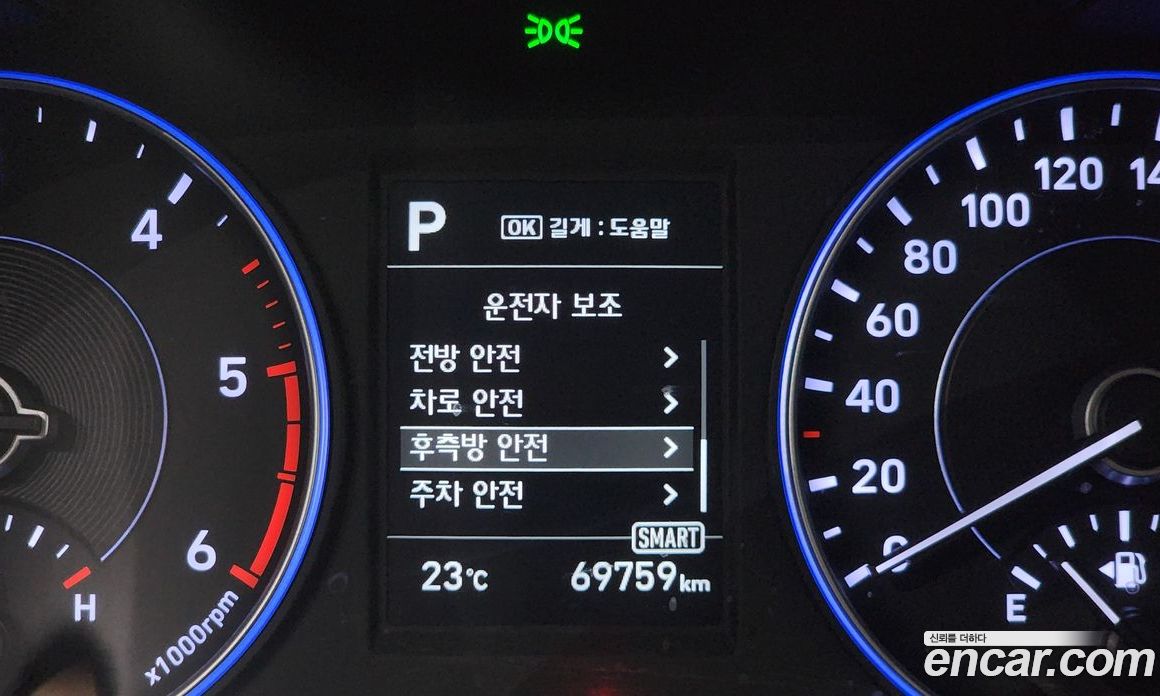 P
OK 길게 : 도움말
운전자 보조
전방 안전
차로 안전
후측방 안전
주차 안전
SMART
23℃ 69759km
4
5
6
H
x1000rpm
0
20
40
60
80
100
120
E
신뢰를 더하다
encar.com